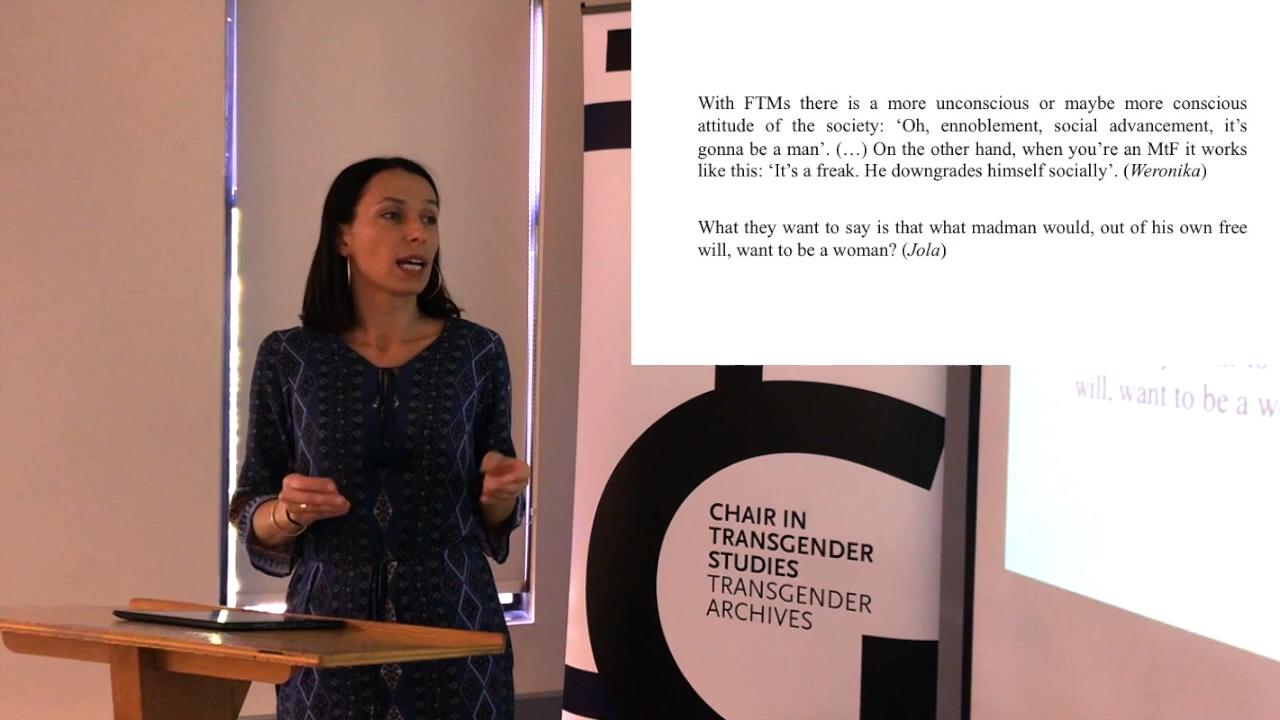 With FTMs there is a more unconscious or maybe more conscious
attitude of the society: ‘Oh, ennoblement, social advancement, it’s
gonna be a man’. (…) On the other hand, when you’re an MtF it works
like this: ‘It’s a freak. He downgrades himself socially’. (Weronika)
What they want to say is that what madman would, out of his own free
will, want to be a woman? (Jola)
will, want to be a
CHAIR IN
TRANSGENDER
STUDIES
TRANSGENDER
ARCHIVES